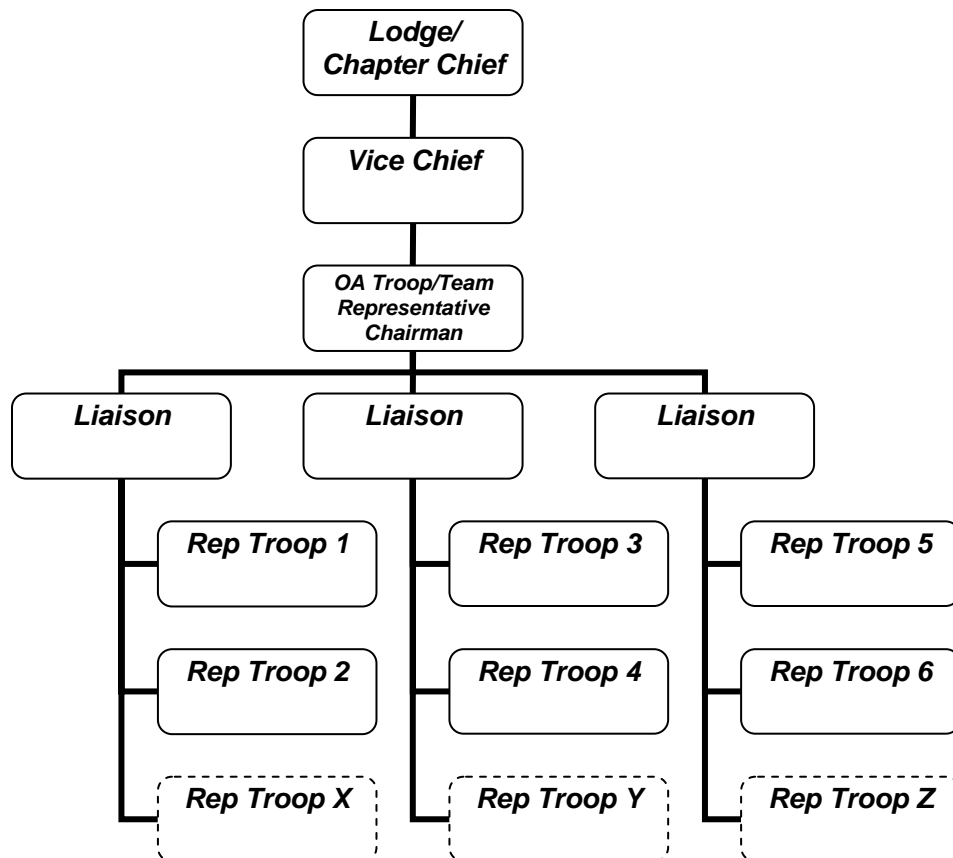 Lodge/
Chapter Chief
Vice Chief
OA Troop/Team
Representative
Chairman
Liaison
Liaison
Liaison
Rep Troop 1
Rep Troop 3
Rep Troop 5
Rep Troop 2
Rep Troop 4
Rep Troop 6
Rep Troop X
Rep Troop Y
Rep Troop Z